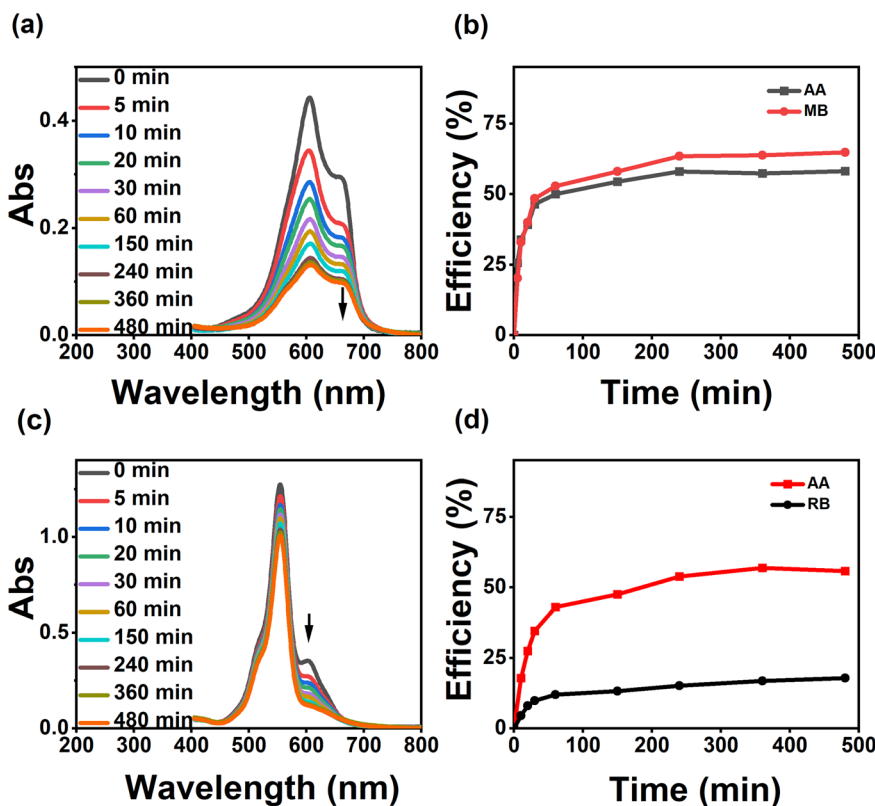 (a)
0 min
5 min
10 min
20 min
30 min
60 min
150 min
240 min
360 min
480 min
0.4
0.2
0.0
Abs
200 300 400 500 600 700 800
Wavelength (nm)
(b)
AA
MB
75
50
25
0
Efficiency (%)
0 100 200 300 400 500
Time (min)
(c)
0 min
5 min
10 min
20 min
30 min
60 min
150 min
240 min
360 min
480 min
1.0
0.5
0.0
Abs
200 300 400 500 600 700 800
Wavelength (nm)
(d)
AA
RB
75
50
25
0
Efficiency (%)
0 100 200 300 400 500
Time (min)